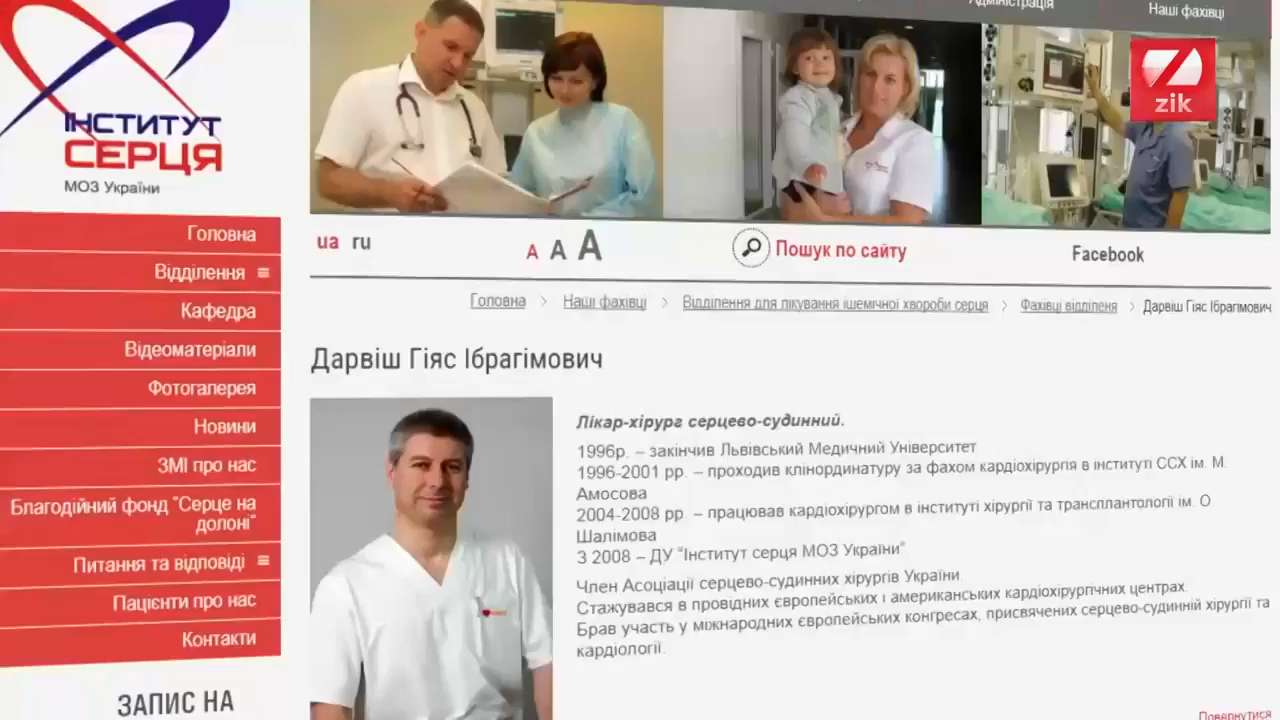 Адміністрація
Наші фахівці
zik
ІНСТИТУТ
СЕРЦЯ
МОЗ України
Головна
Відділення
Кафедра
Відеоматеріали
Фотогалерея
Новини
ЗМІ про нас
Благодійний фонд "Серце на
долоні"
Питання та відповіді
Пацієнти про нас
Контакти
ЗАПИС НА
ua ru
A A A
Пошук по сайту
Facebook
Головна > Наші фахівці > Відділення для лікування ішемічної хвороби серця > Фахівці відділеня > Дарвіш Гіяс Ібрагімович
Дарвіш Гіяс Ібрагімович
Лікар-хірург серцево-судинний.
1996р. – закінчив Львівський Медичний Університет
1996-2001 рр. – проходив клінординатуру за фахом кардіохірургія в інституті ССХ ім. М.
Амосова
2004-2008 рр. – працював кардіохірургом в інституті хірургії та трансплантології ім. О
Шалімова
З 2008 – ДУ "Інститут серця МОЗ України".
Член Асоціації серцево-судинних хірургів України.
Стажувався в провідних європейських і американських кардіохірургічних центрах.
Брав участь у міжнародних європейських конгресах, присвячених серцево-судинній хірургії та
кардіології.
Повернутися